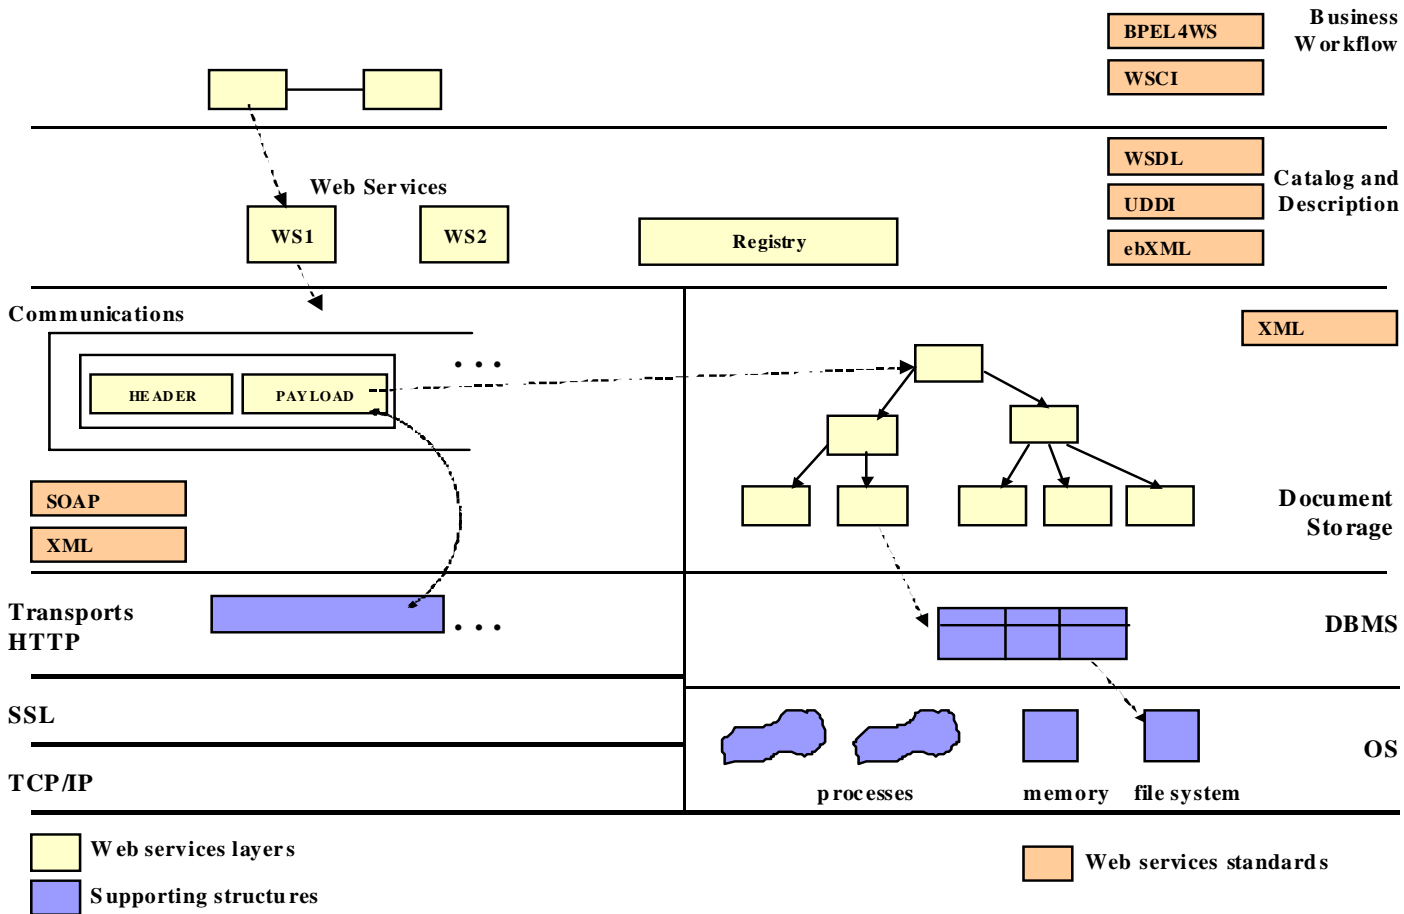 Business
Workflow
BPEL4WS
WSCI
WSDL
UDDI
ebXML
Catalog and
Description
Web Services
WS1
WS2
Registry
Communications
HEADER
PAYLOAD
. . .
SOAP
XML
XML
Document
Storage
Transports
HTTP
. . .
DBMS
SSL
OS
TCP/IP
processes
memory
file system
Web services layers
Supporting structures
Web services standards